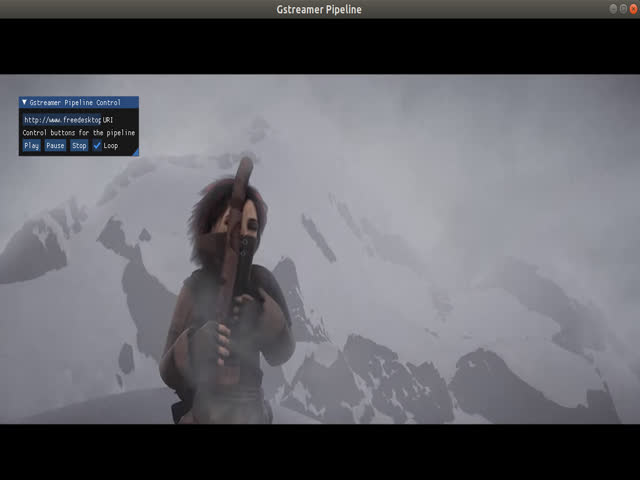 Gstreamer Pipeline
Gstreamer Pipeline Control
http://www.freedesktop URI
Control buttons for the pipeline
Play Pause Stop Loop